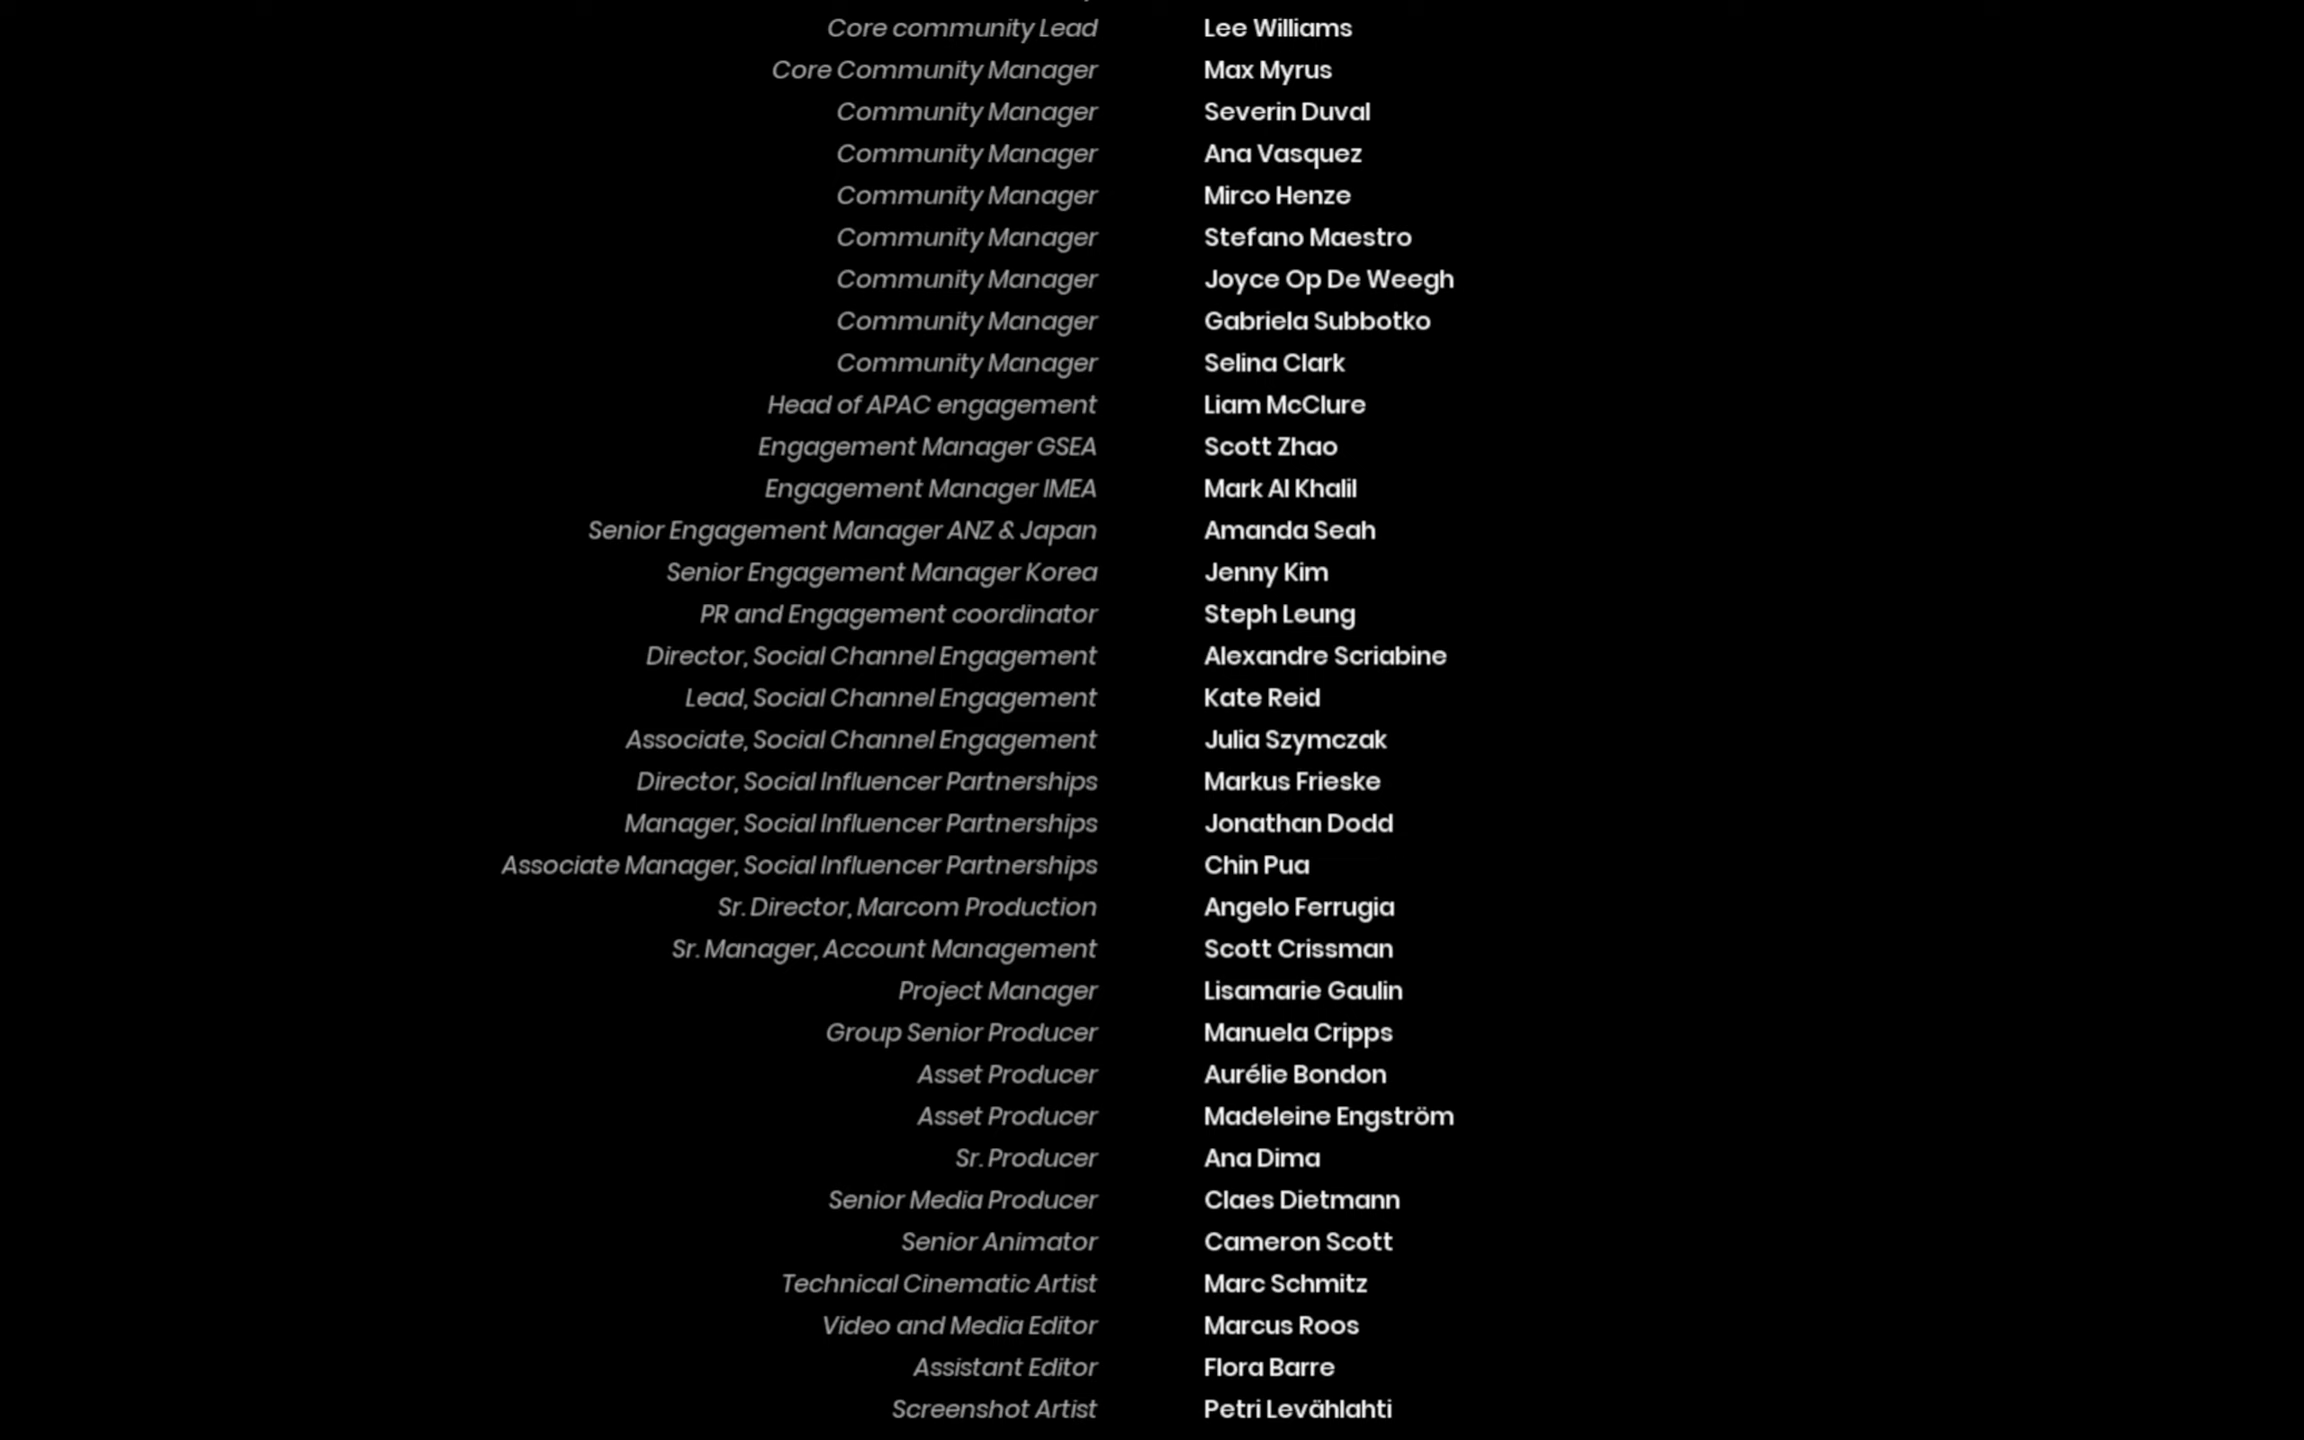 Core community Lead Lee Williams
Core Community Manager Max Myrus
Community Manager Severin Duval
Community Manager Ana Vasquez
Community Manager Mirco Henze
Community Manager Stefano Maestro
Community Manager Joyce Op De Weegh
Community Manager Gabriela Subbotko
Community Manager Selina Clark
Head of APAC engagement Liam McClure
Engagement Manager GSEA Scott Zhao
Engagement Manager IMEA Mark Al Khalil
Senior Engagement Manager ANZ & Japan Amanda Seah
Senior Engagement Manager Korea Jenny Kim
PR and Engagement coordinator Steph Leung
Director, Social Channel Engagement Alexandre Scriabine
Lead, Social Channel Engagement Kate Reid
Associate, Social Channel Engagement Julia Szymczak
Director, Social Influencer Partnerships Markus Frieske
Manager, Social Influencer Partnerships Jonathan Dodd
Associate Manager, Social Influencer Partnerships Chin Pua
Sr. Director, Marcom Production Angelo Ferrugia
Sr. Manager, Account Management Scott Crissman
Project Manager Lisamarie Gaulin
Group Senior Producer Manuela Cripps
Asset Producer Aurélie Bondon
Asset Producer Madeleine Engström
Sr. Producer Ana Dima
Senior Media Producer Claes Dietmann
Senior Animator Cameron Scott
Technical Cinematic Artist Marc Schmitz
Video and Media Editor Marcus Roos
Assistant Editor Flora Barre
Screenshot Artist Petri Levählahti